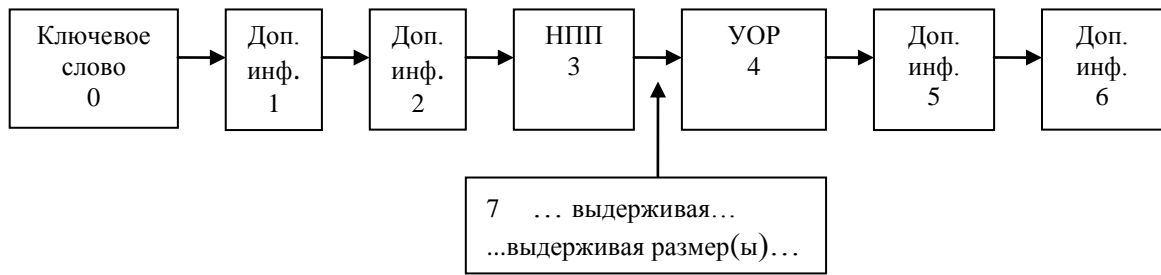 Ключевое
слово
0
Доп.
инф.
1
Доп.
инф.
2
НПП
3
УОР
4
Доп.
инф.
5
Доп.
инф.
6
7 … выдерживая…
...выдерживая размер(ы)…